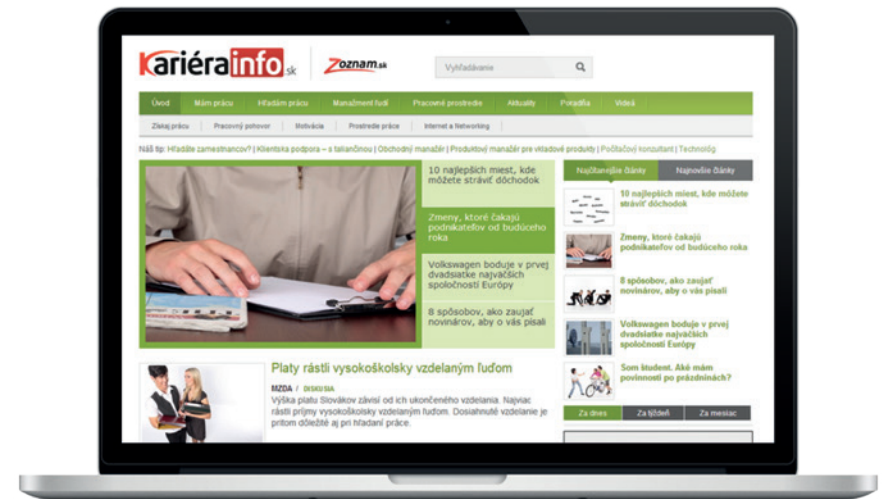 Kariérainfo.sk
Zoznam.sk
Vyhľadávanie
Úvod Mám prácu Hľadám prácu Manažment ľudí Pracovné prostredie Aktuality Poradňa Videá
Získaj prácu Pracovný pohovor Motivácia Prostredie práce Internet a Networking
Náš tip: Hľadáte zamestnancov? | Klientska podpora – s taliančinou | Obchodný manažér | Produktový manažér pre vkladové produkty | Počítačový konzultant | Technológ
10 najlepších miest, kde
môžete stráviť dôchodok
Zmeny, ktoré čakajú
podnikateľov od budúceho
roka
Volkswagen boduje v prvej
dvadsiatke najväčších
spoločností Európy
8 spôsobov, ako zaujať
novinárov, aby o vás písali
Najčítanejšie články Najnovšie články
10 najlepších miest, kde môžete
stráviť dôchodok
Zmeny, ktoré čakajú
podnikateľov od budúceho roka
8 spôsobov, ako zaujať
novinárov, aby o vás písali
Volkswagen boduje v prvej
dvadsiatke najväčších
spoločností Európy
Som študent. Aké mám
povinnosti po prázdninách?
Za dnes Za týždeň Za mesiac
Platy rástli vysokoškolsky vzdelaným ľuďom
MZDA / DISKUSIA
Výška platu Slovákov závisí od ich ukončeného vzdelania. Najviac
rástli príjmy vysokoškolsky vzdelaným ľuďom. Dosiahnuté vzdelanie je
pritom dôležité aj pri hľadaní práce.